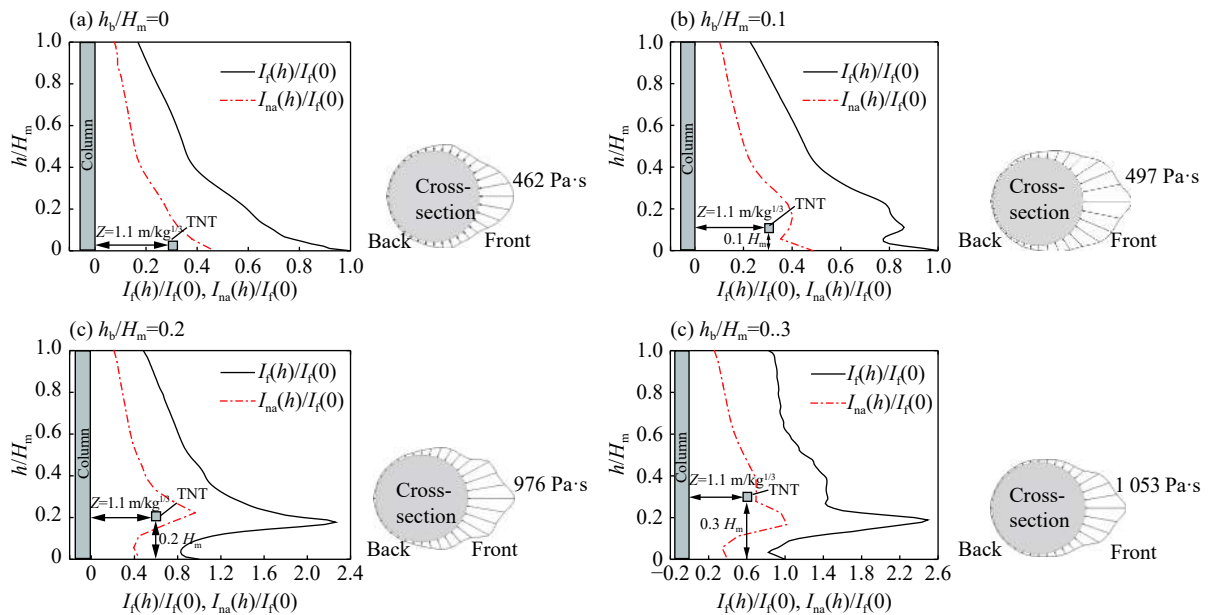 (a) h_b/H_m=0
1.0
0.8
0.6
0.4
0.2
0
h/H_m
Column
I_f(h)/I_f(0)
I_na(h)/I_f(0)
TNT
Z=1.1 m/kg^1/3
0 0.2 0.4 0.6 0.8 1.0
I_f(h)/I_f(0), I_na(h)/I_f(0)
Cross-
section
462 Pa·s
Back Front
(b) h_b/H_m=0.1
1.0
0.8
0.6
0.4
0.2
0
h/H_m
Column
I_f(h)/I_f(0)
I_na(h)/I_f(0)
TNT
Z=1.1 m/kg^1/3
0.1 H_m
0 0.2 0.4 0.6 0.8 1.0
I_f(h)/I_f(0), I_na(h)/I_f(0)
Cross-
section
497 Pa·s
Back Front
(c) h_b/H_m=0.2
1.0
0.8
0.6
0.4
0.2
0
h/H_m
Column
I_f(h)/I_f(0)
I_na(h)/I_f(0)
TNT
Z=1.1 m/kg^1/3
0.2 H_m
0 0.4 0.8 1.2 1.6 2.0 2.4
I_f(h)/I_f(0), I_na(h)/I_f(0)
Cross-
section
976 Pa·s
Back Front
(c) h_b/H_m=0..3
1.0
0.8
0.6
0.4
0.2
0
h/H_m
Column
I_f(h)/I_f(0)
I_na(h)/I_f(0)
Z=1.1 m/kg^1/3
TNT
0.3 H_m
−0.2 0.2 0.6 1.0 1.4 1.8 2.2 2.6
I_f(h)/I_f(0), I_na(h)/I_f(0)
Cross-
section
1 053 Pa·s
Back Front